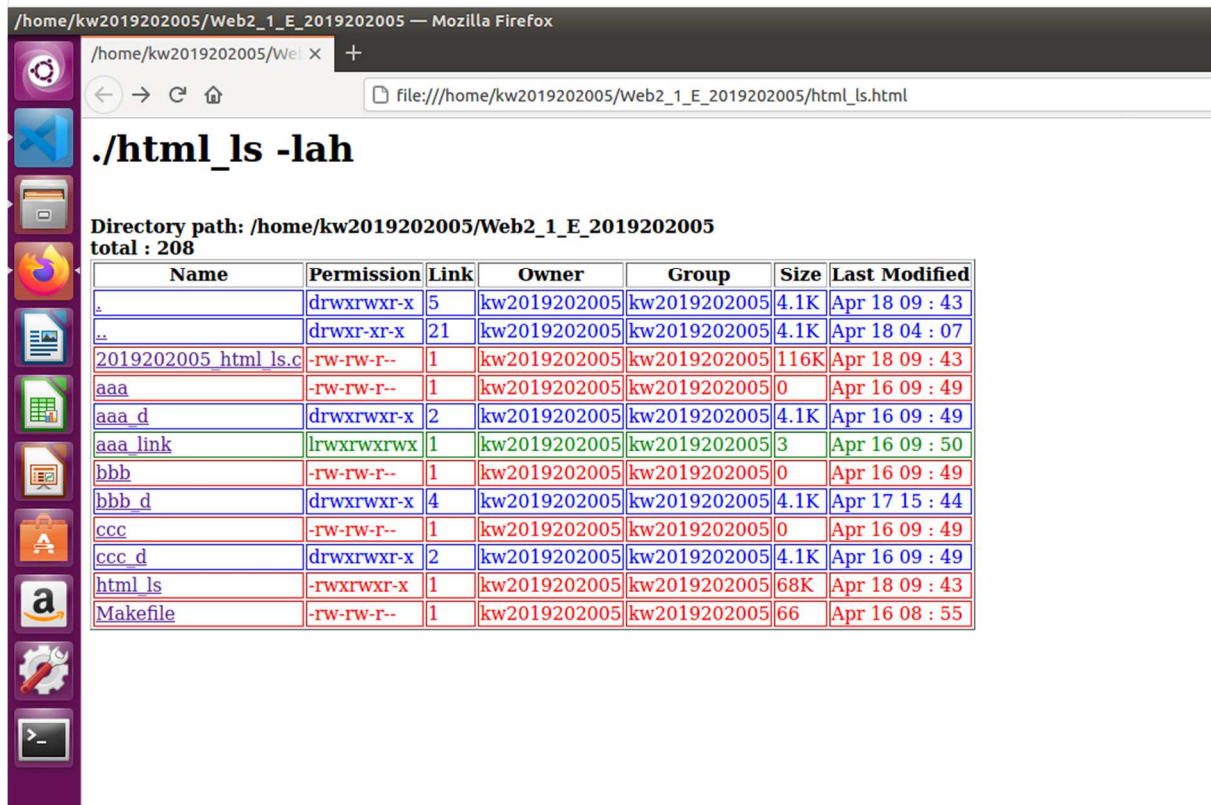 /home/kw2019202005/Web2_1_E_2019202005 — Mozilla Firefox
/home/kw2019202005/We
file:///home/kw2019202005/Web2_1_E_2019202005/html_ls.html
./html_ls -lah
Directory path: /home/kw2019202005/Web2_1_E_2019202005
total : 208
Name Permission Link Owner Group Size Last Modified
. drwxrwxr-x 5 kw2019202005 kw2019202005 4.1K Apr 18 09 : 43
.. drwxr-xr-x 21 kw2019202005 kw2019202005 4.1K Apr 18 04 : 07
2019202005_html_ls.c -rw-rw-r-- 1 kw2019202005 kw2019202005 116K Apr 18 09 : 43
aaa -rw-rw-r-- 1 kw2019202005 kw2019202005 0 Apr 16 09 : 49
aaa_d drwxrwxr-x 2 kw2019202005 kw2019202005 4.1K Apr 16 09 : 49
aaa_link lrwxrwxrwx 1 kw2019202005 kw2019202005 3 Apr 16 09 : 50
bbb -rw-rw-r-- 1 kw2019202005 kw2019202005 0 Apr 16 09 : 49
bbb_d drwxrwxr-x 4 kw2019202005 kw2019202005 4.1K Apr 17 15 : 44
ccc -rw-rw-r-- 1 kw2019202005 kw2019202005 0 Apr 16 09 : 49
ccc_d drwxrwxr-x 2 kw2019202005 kw2019202005 4.1K Apr 16 09 : 49
html_ls -rwxrwxr-x 1 kw2019202005 kw2019202005 68K Apr 18 09 : 43
Makefile -rw-rw-r-- 1 kw2019202005 kw2019202005 66 Apr 16 08 : 55